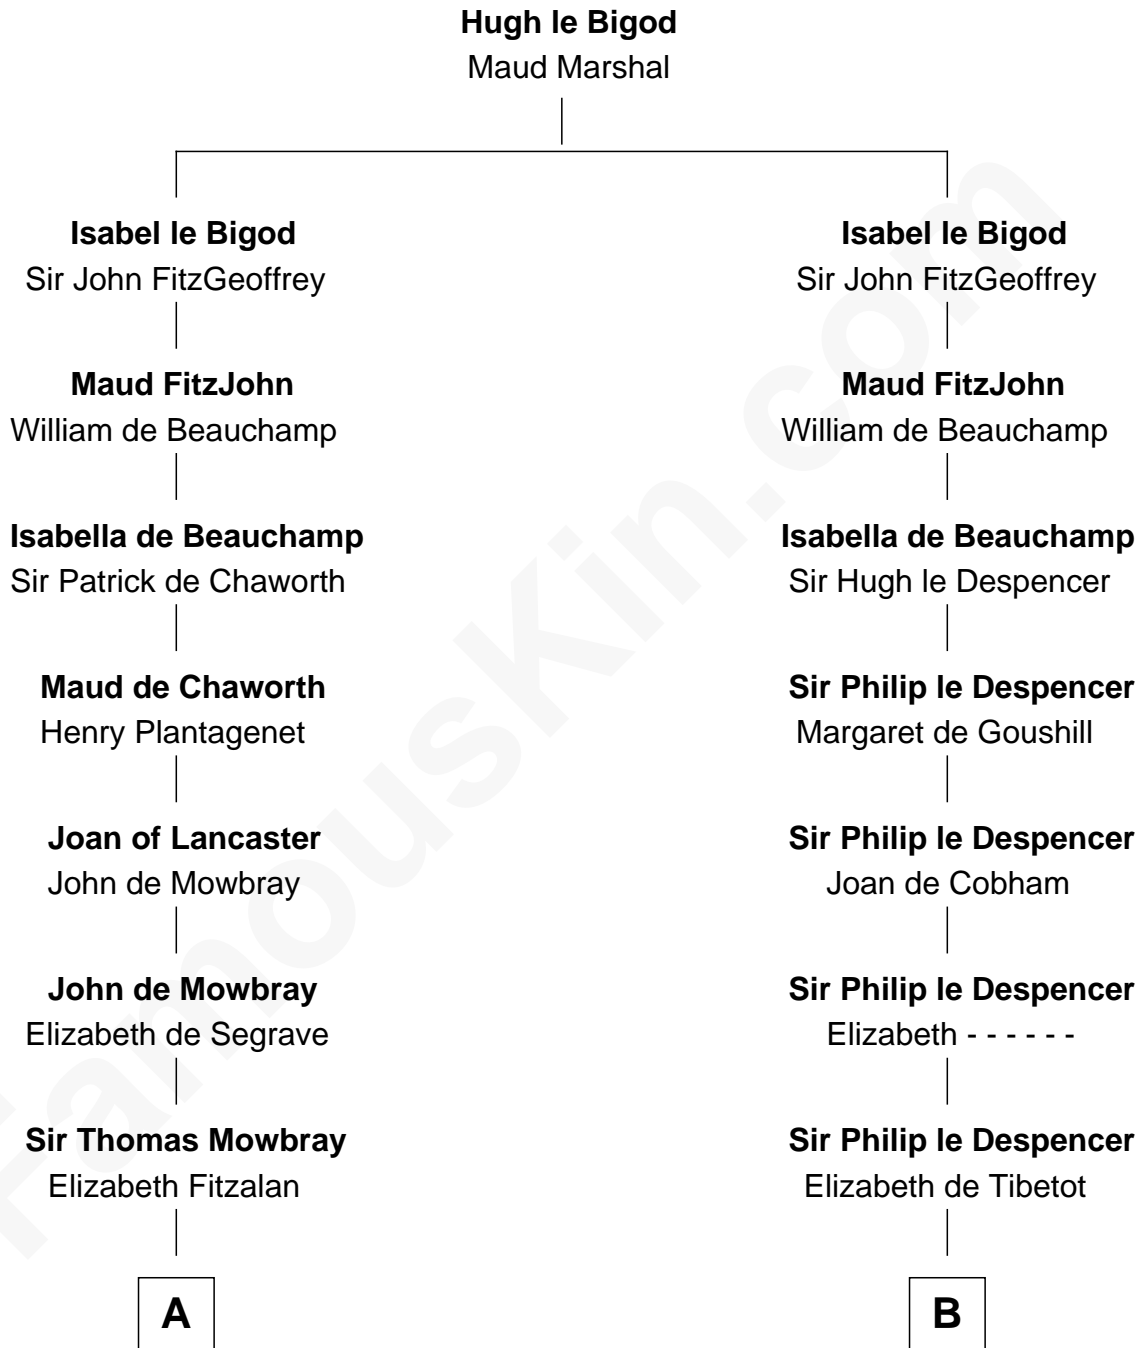 Hugh le Bigod
Maud Marshal
Isabel le Bigod
Sir John FitzGeoffrey
Isabel le Bigod
Sir John FitzGeoffrey
Maud FitzJohn
William de Beauchamp
Maud FitzJohn
William de Beauchamp
Isabella de Beauchamp
Sir Patrick de Chaworth
Isabella de Beauchamp
Sir Hugh le Despencer
Maud de Chaworth
Henry Plantagenet
Sir Philip le Despencer
Margaret de Goushill
Joan of Lancaster
John de Mowbray
Sir Philip le Despencer
Joan de Cobham
John de Mowbray
Elizabeth de Segrave
Sir Philip le Despencer
Elizabeth - - - - - -
Sir Thomas Mowbray
Elizabeth Fitzalan
Sir Philip le Despencer
Elizabeth de Tibetot
A
B
FamousKin.com